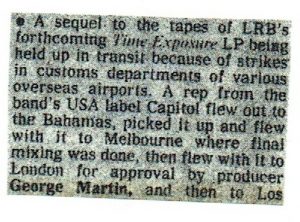 ● A sequel to the tapes of LRB's
forthcoming Time Exposure LP being
held up in transit because of strikes
in customs departments of various
overseas airports. A rep from the
band's USA label Capitol flew out to
the Bahamas, picked it up and flew
with it to Melbourne where final
mixing was done, then flew with it to
London for approval by producer
George Martin, and then to Los